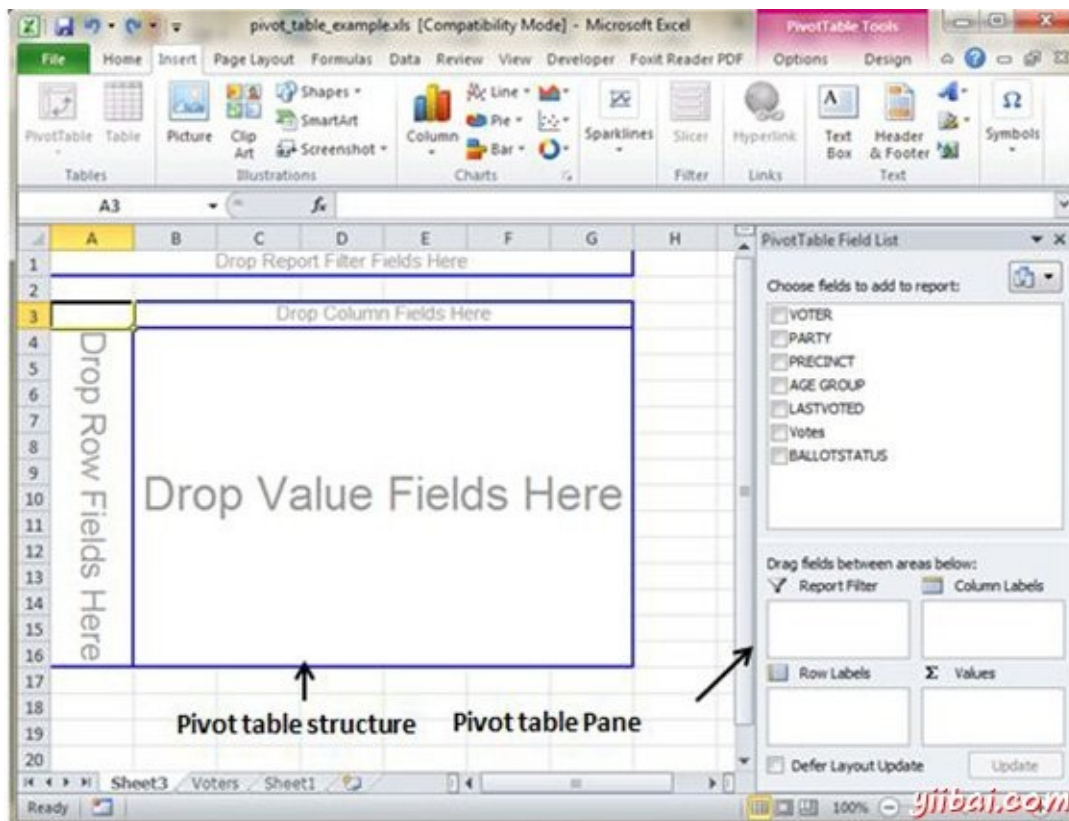 pivot_table_example.xls [Compatibility Mode] - Microsoft Excel
PivotTable Tools
File Home Insert Page Layout Formulas Data Review View Developer Foxit Reader PDF Options Design
PivotTable
Table
Tables
Picture
Clip Art
Shapes
SmartArt
Screenshot
Illustrations
Column
Line
Pie
Bar
Charts
Sparklines
Slicer
Filter
Hyperlink
Links
A
Text Box
Header & Footer
Text
Ω
Symbols
A3
fx
A B C D E F G H
1
2
3
4
5
6
7
8
9
10
11
12
13
14
15
16
17
18
19
20
Drop Report Filter Fields Here
Drop Column Fields Here
Drop Row Fields Here
Drop Value Fields Here
Pivot table structure
Pivot table Pane
PivotTable Field List
Choose fields to add to report:
VOTER
PARTY
PRECINCT
AGE GROUP
LASTVOTED
Votes
BALLOTSTATUS
Drag fields between areas below:
Report Filter
Column Labels
Row Labels
Σ Values
Defer Layout Update
Update
Sheet3 Voters Sheet1
Ready
100%
yiibai.com